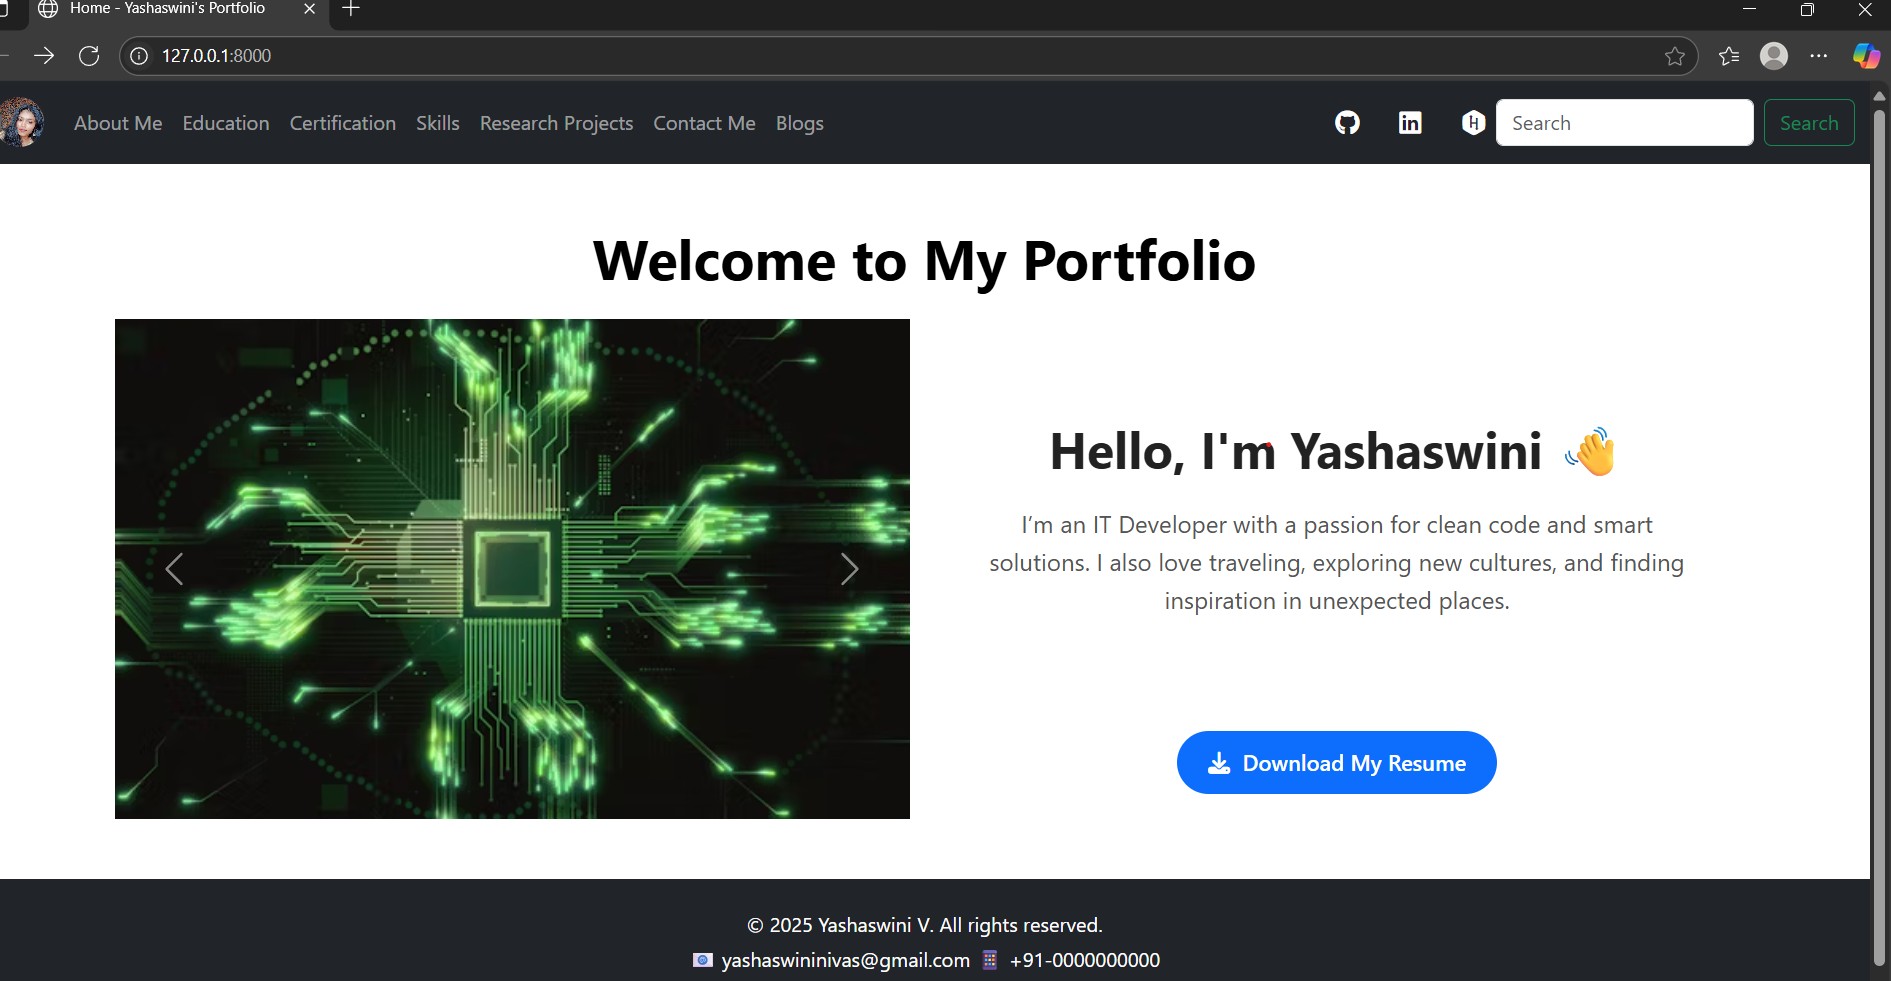 Home - Yashaswini's Portfolio
127.0.0.1:8000
About Me Education Certification Skills Research Projects Contact Me Blogs
H Search Search
Welcome to My Portfolio
Hello, I'm Yashaswini 👋
I’m an IT Developer with a passion for clean code and smart
solutions. I also love traveling, exploring new cultures, and finding
inspiration in unexpected places.
Download My Resume
© 2025 Yashaswini V. All rights reserved.
📧 yashaswininivas@gmail.com 📱 +91-0000000000